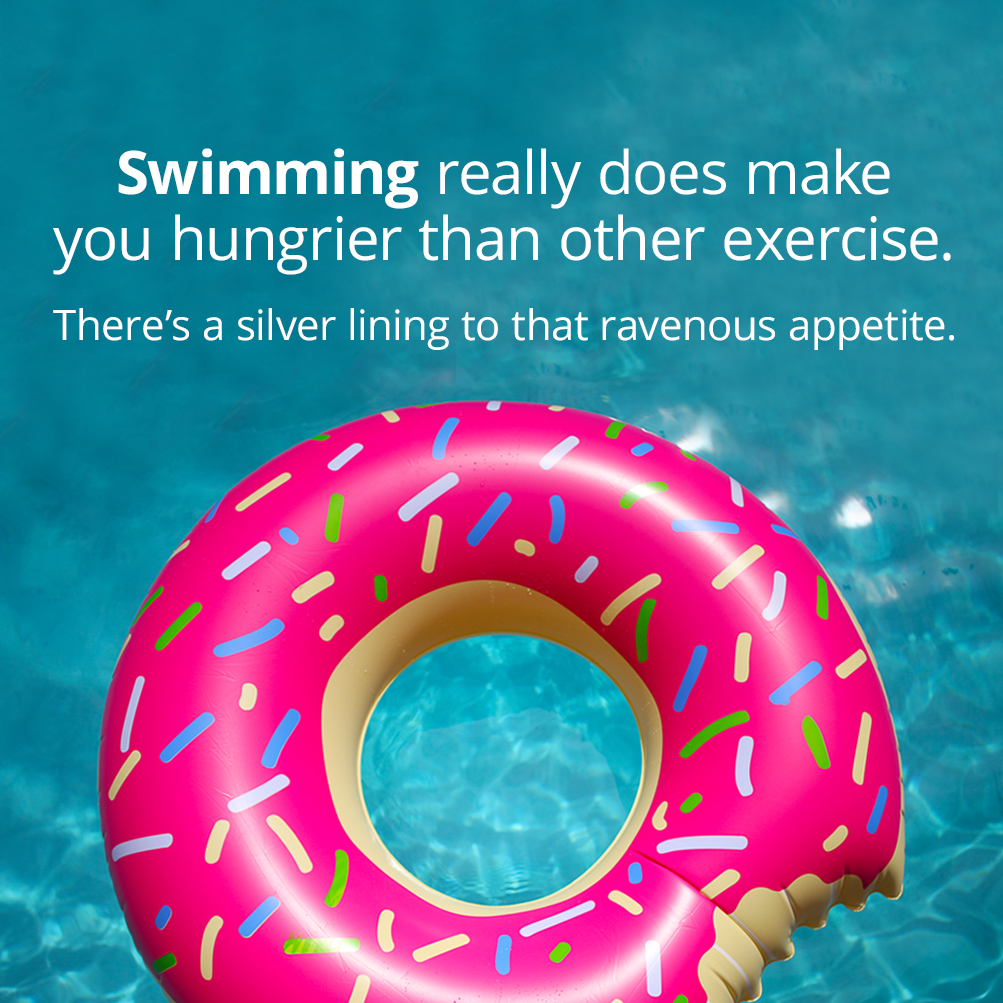 Swimming really does make
you hungrier than other exercise.
There’s a silver lining to that ravenous appetite.